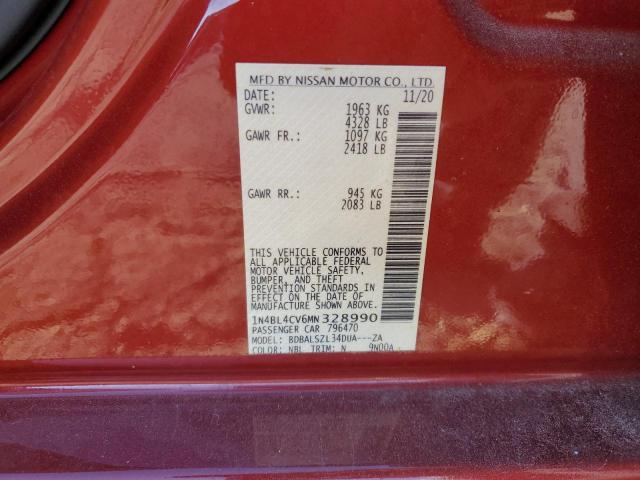 MFD BY NISSAN MOTOR CO., LTD.
DATE: 11/20
GVWR: 1963 KG
4328 LB
GAWR FR.: 1097 KG
2418 LB
GAWR RR.: 945 KG
2083 LB
THIS VEHICLE CONFORMS TO
ALL APPLICABLE FEDERAL
MOTOR VEHICLE SAFETY,
BUMPER, AND THEFT
PREVENTION STANDARDS IN
EFFECT ON THE DATE OF
MANUFACTURE SHOWN ABOVE.
1N4BL4CV6MN328990
PASSENGER CAR 796470
MODEL: BDBALSZL34DUA---ZA
COLOR: NBL TRIM: N 9N00A